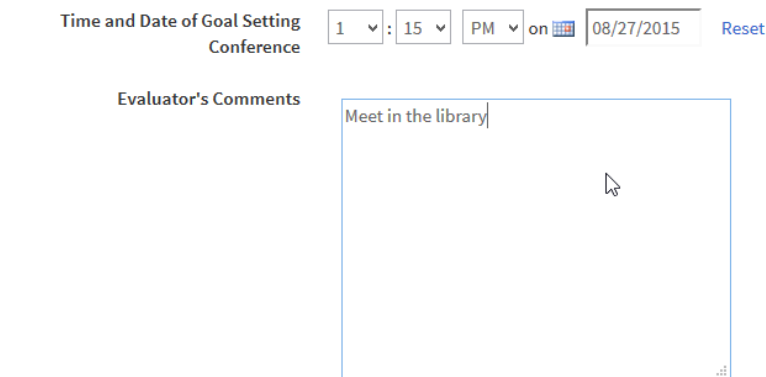 Time and Date of Goal Setting
Conference
1 : 15 PM on 08/27/2015 Reset
Evaluator's Comments
Meet in the library